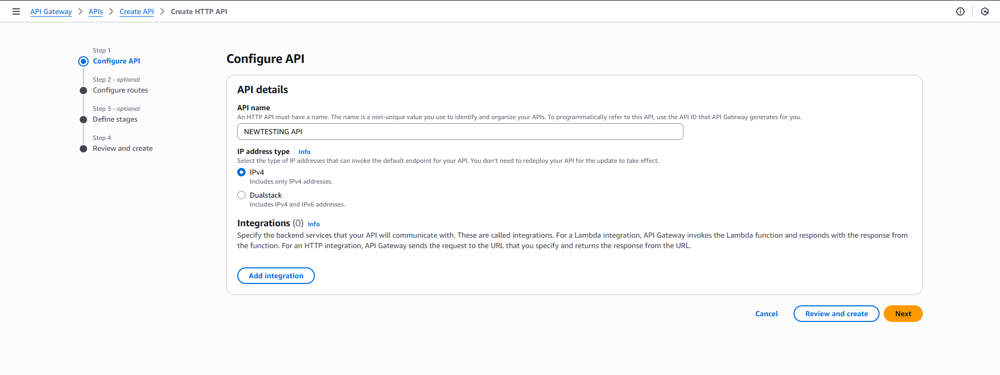 API Gateway > APIs > Create API > Create HTTP API
Step 1
Configure API
Step 2 - optional
Configure routes
Step 3 - optional
Define stages
Step 4
Review and create
Configure API
API details
API name
An HTTP API must have a name. The name is a non-unique value you use to identify and organize your APIs. To programmatically refer to this API, use the API ID that API Gateway generates for you.
NEWTESTING API
IP address type Info
Select the type of IP addresses that can invoke the default endpoint for your API. You don't need to redeploy your API for the update to take effect.
IPv4
Includes only IPv4 addresses.
Dualstack
Includes IPv4 and IPv6 addresses.
Integrations (0) Info
Specify the backend services that your API will communicate with. These are called integrations. For a Lambda integration, API Gateway invokes the Lambda function and responds with the response from
the function. For an HTTP integration, API Gateway sends the request to the URL that you specify and returns the response from the URL.
Add integration
Cancel Review and create Next